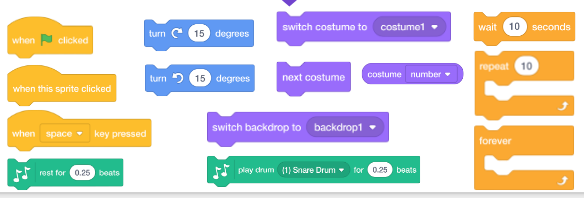 when clicked
turn 15 degrees
switch costume to costume1
wait 10 seconds
when this sprite clicked
turn 15 degrees
next costume
costume number
repeat 10
when space key pressed
switch backdrop to backdrop1
forever
rest for 0.25 beats
play drum (1) Snare Drum for 0.25 beats